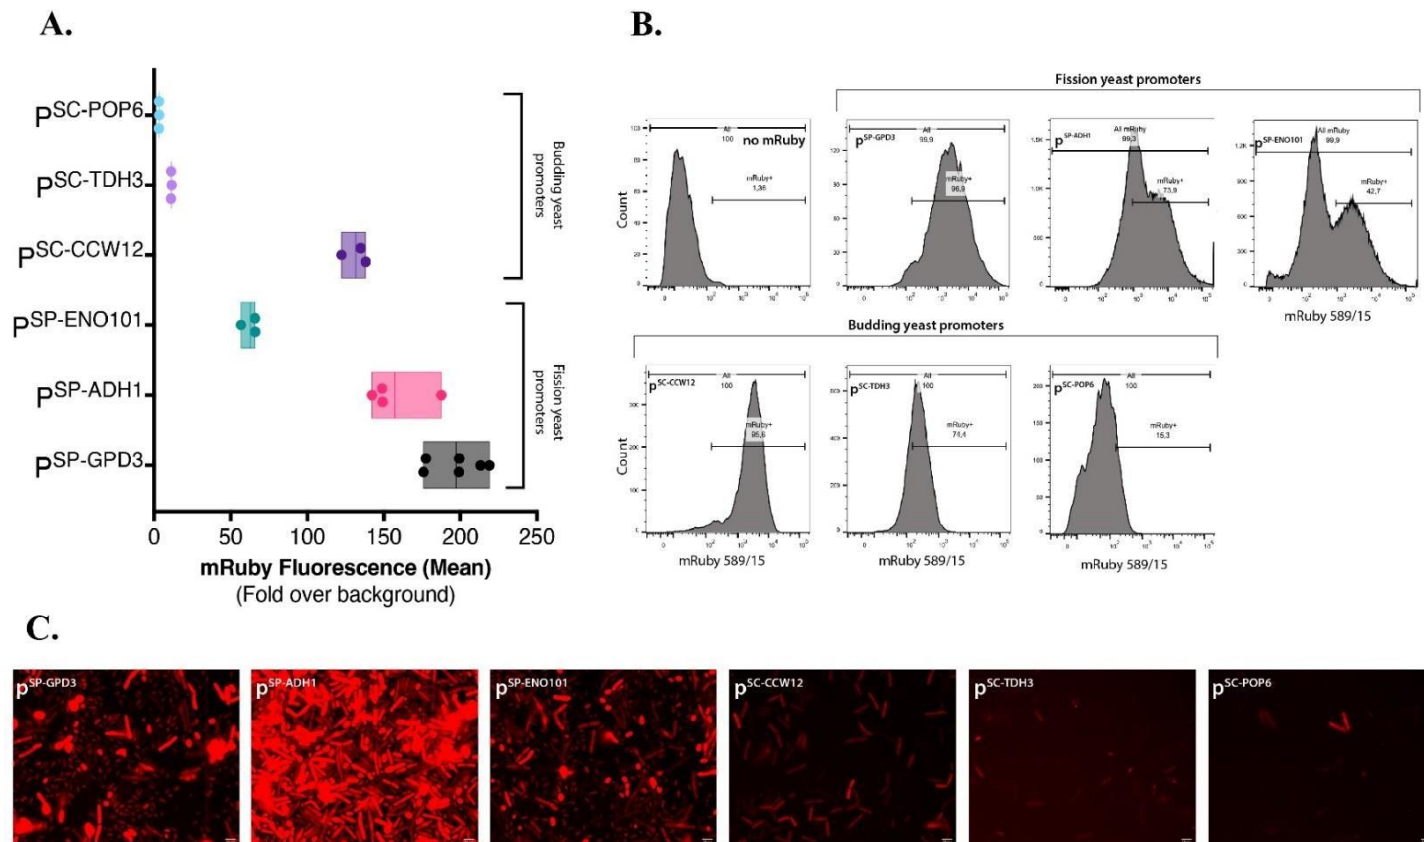 A.
pSC-POP6
pSC-TDH3
pSC-CCW12
pSP-ENO101
pSP-ADH1
pSP-GPD3
Budding yeast
promoters
Fission yeast
promoters
0 50 100 150 200 250
mRuby Fluorescence (Mean)
(Fold over background)
B.
Fission yeast promoters
All
100
no mRuby
mRuby+
1,36
Count
pSP-GPD3
All
99,9
mRuby+
96,9
pSP-ADH1
All mRuby
99,3
mRuby+
73,9
pSP-ENO101
All mRuby
99,9
mRuby+
42,7
mRuby 589/15
Budding yeast promoters
pSC-CCW12
All
100
mRuby+
95,6
Count
mRuby 589/15
pSC-TDH3
All
100
mRuby+
74,4
mRuby 589/15
pSC-POP6
All
100
mRuby+
15,3
mRuby 589/15
C.
pSP-GPD3
pSP-ADH1
pSP-ENO101
pSC-CCW12
pSC-TDH3
pSC-POP6